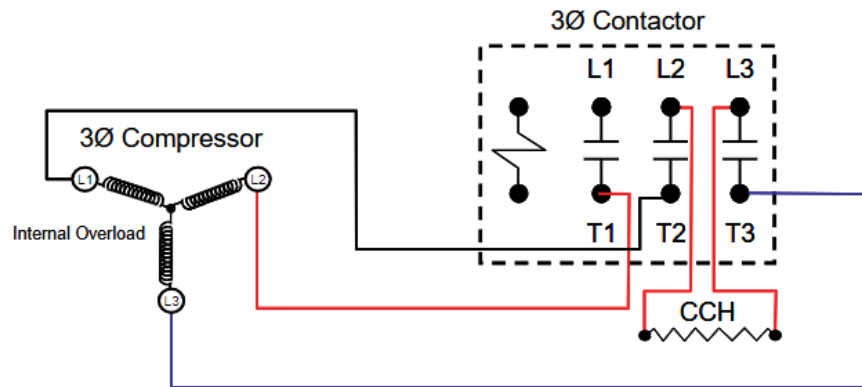 3Ø Contactor
L1 L2 L3
3Ø Compressor
L1 L2
Internal Overload
T1 T2 T3
L3
CCH